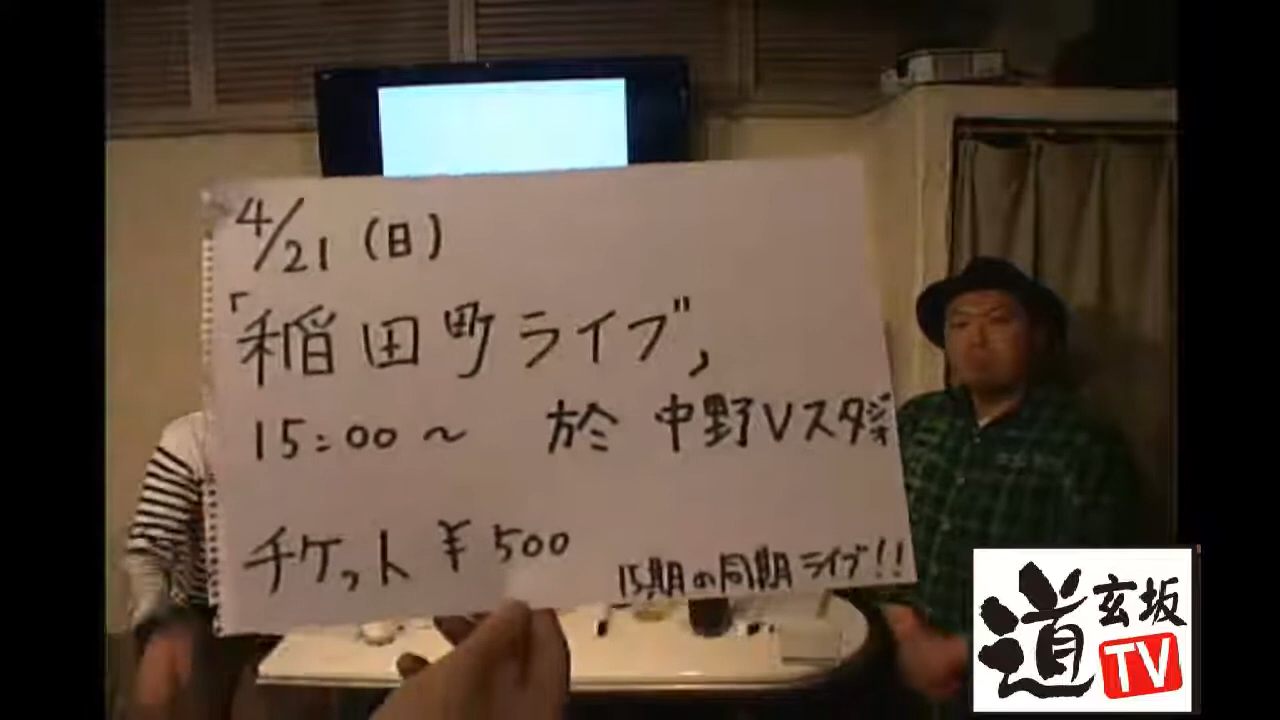 4/21 (日)
「稲田町ライブ」
15:00～ 於 中野Vスタジオ
チケット ¥500
15期の同期ライブ!!
道玄坂
TV